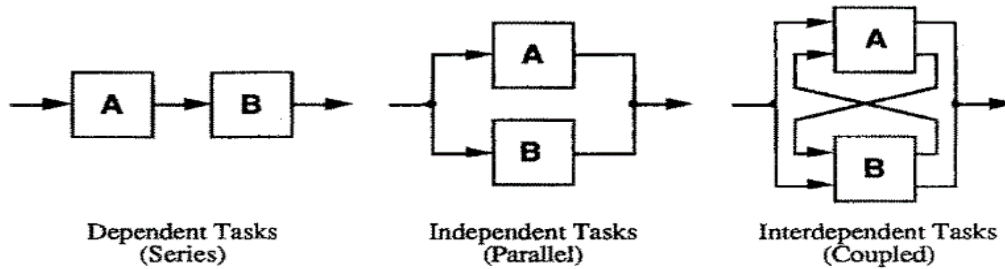 A
B
A
B
A
B
Dependent Tasks
(Series)
Independent Tasks
(Parallel)
Interdependent Tasks
(Coupled)